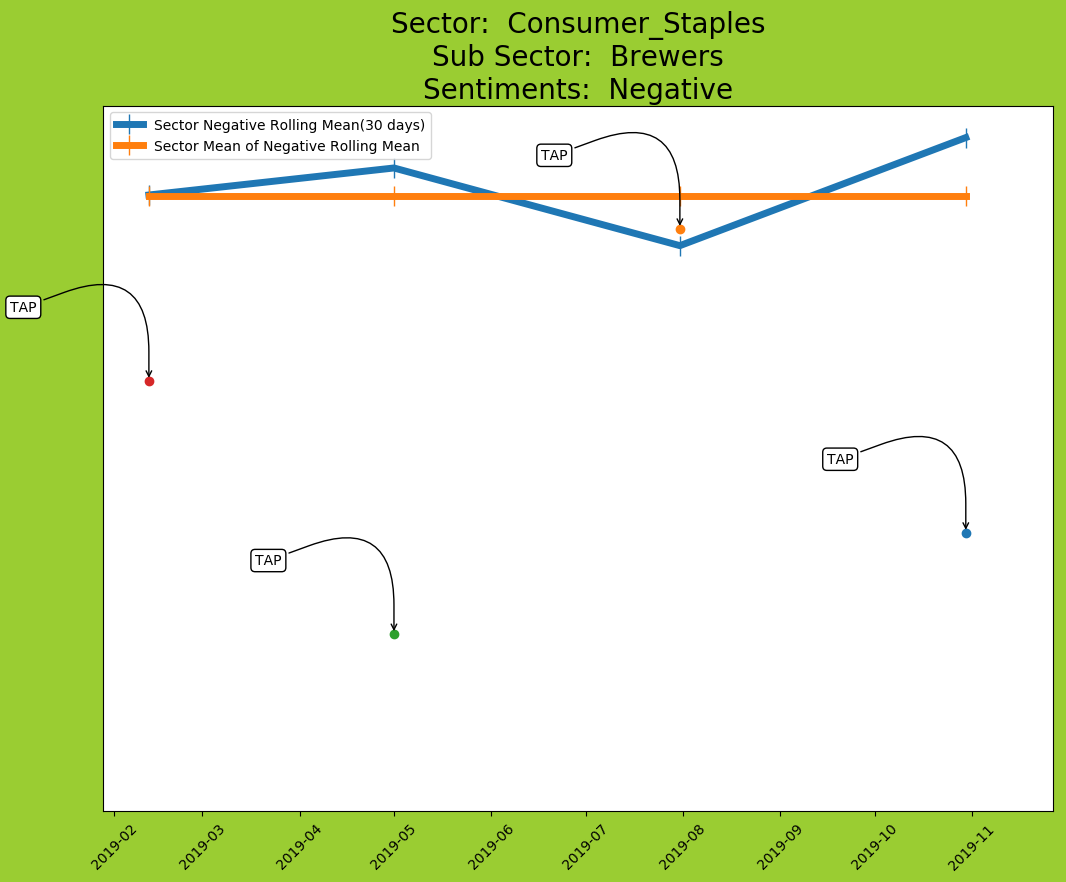 Sector:  Consumer_Staples
Sub Sector:  Brewers
Sentiments:  Negative
Sector Negative Rolling Mean(30 days)
Sector Mean of Negative Rolling Mean
TAP
TAP
TAP
TAP
2019-02
2019-03
2019-04
2019-05
2019-06
2019-07
2019-08
2019-09
2019-10
2019-11